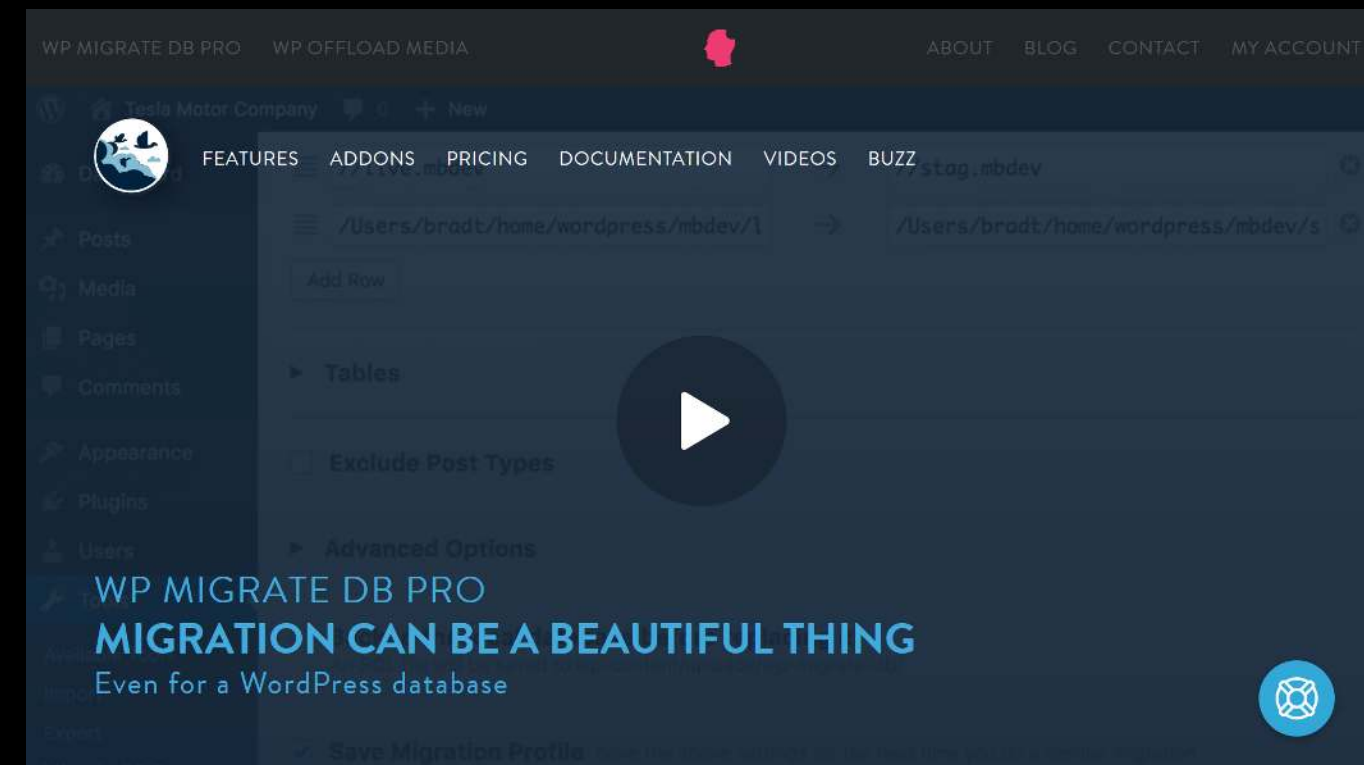 WP MIGRATE DB PRO WP OFFLOAD MEDIA ABOUT BLOG CONTACT MY ACCOUNT
Tesla Motor Company 0 + New
FEATURES ADDONS PRICING DOCUMENTATION VIDEOS BUZZ
//live.mbdev //stag.mbdev
Posts /Users/bradt/home/wordpress/mbdev/l /Users/bradt/home/wordpress/mbdev/s
Media Add Row
Pages
Comments Tables
Appearance Exclude Post Types
Plugins
Users Advanced Options
WP MIGRATE DB PRO
Tools
MIGRATION CAN BE A BEAUTIFUL THING
Even for a WordPress database
Import
Export Save Migration Profile